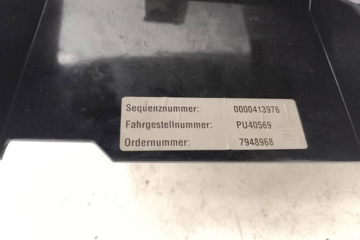 Sequenznummer: 0000413976
Fahrgestellnummer: PU40569
Ordernummer: 7948968